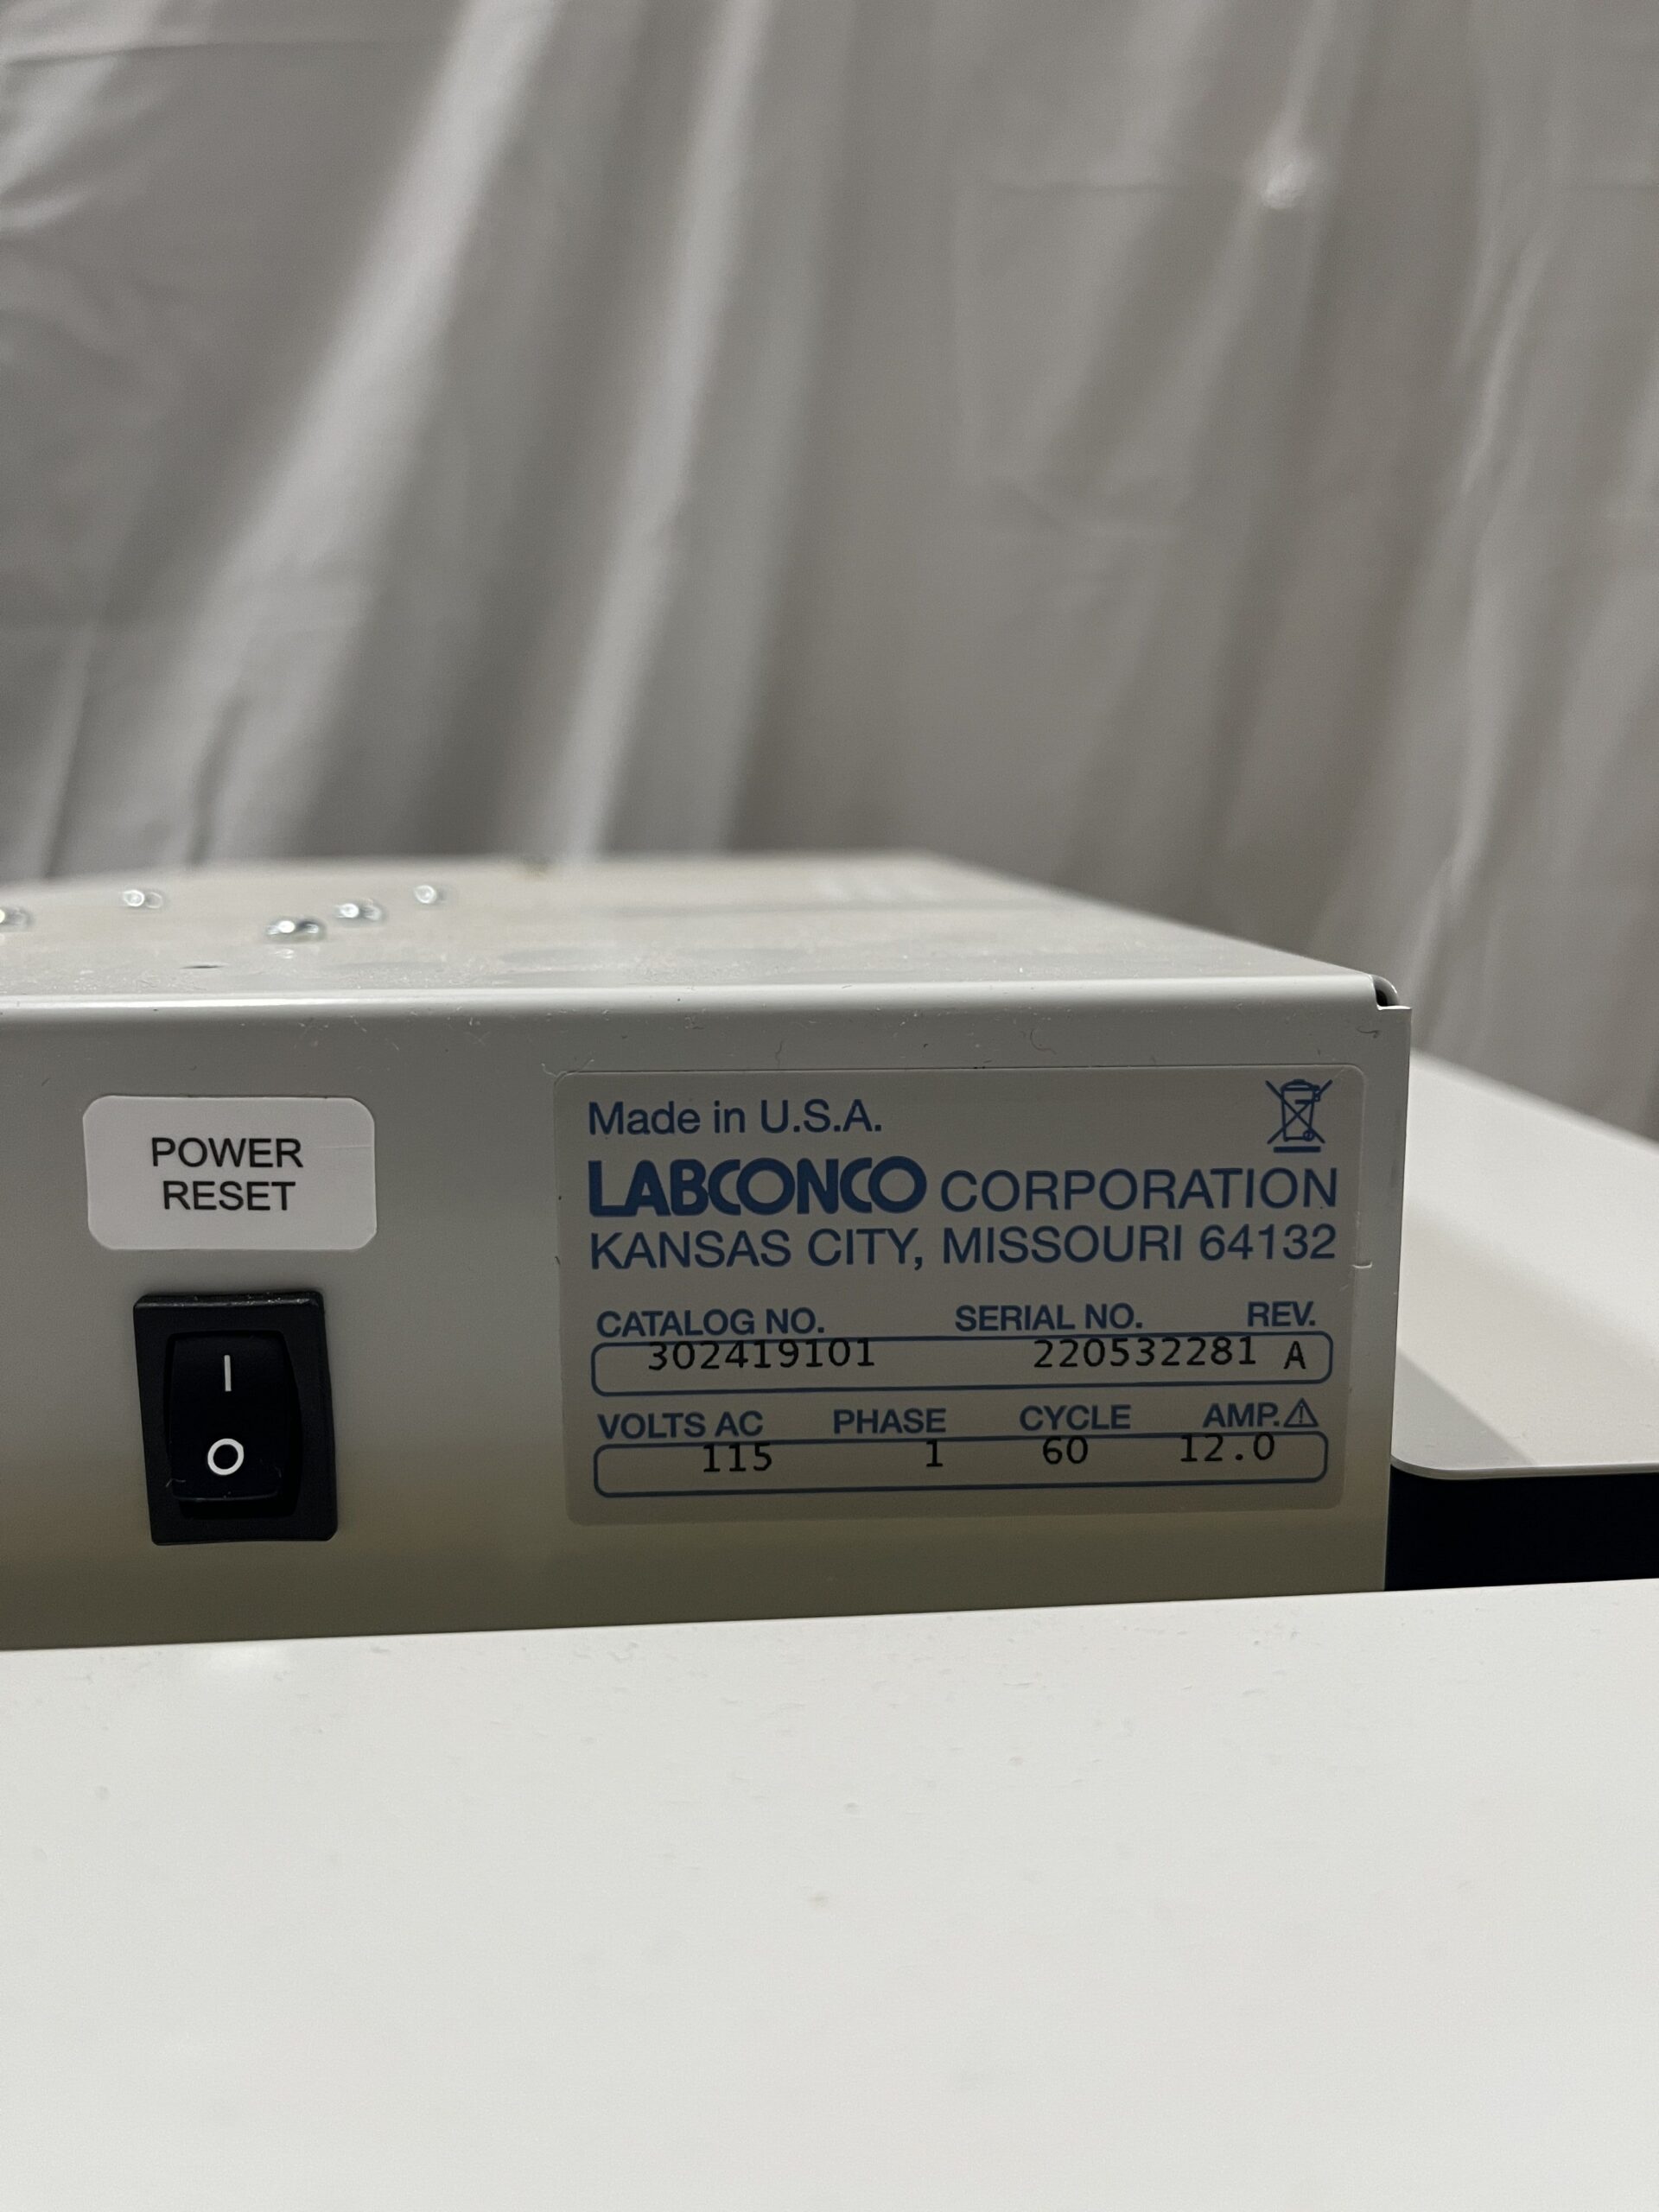 POWER
RESET
I
O
Made in U.S.A.
LABCONCO CORPORATION
KANSAS CITY, MISSOURI 64132
CATALOG NO. SERIAL NO. REV.
302419101 220532281 A
VOLTS AC PHASE CYCLE AMP.
115 1 60 12.0